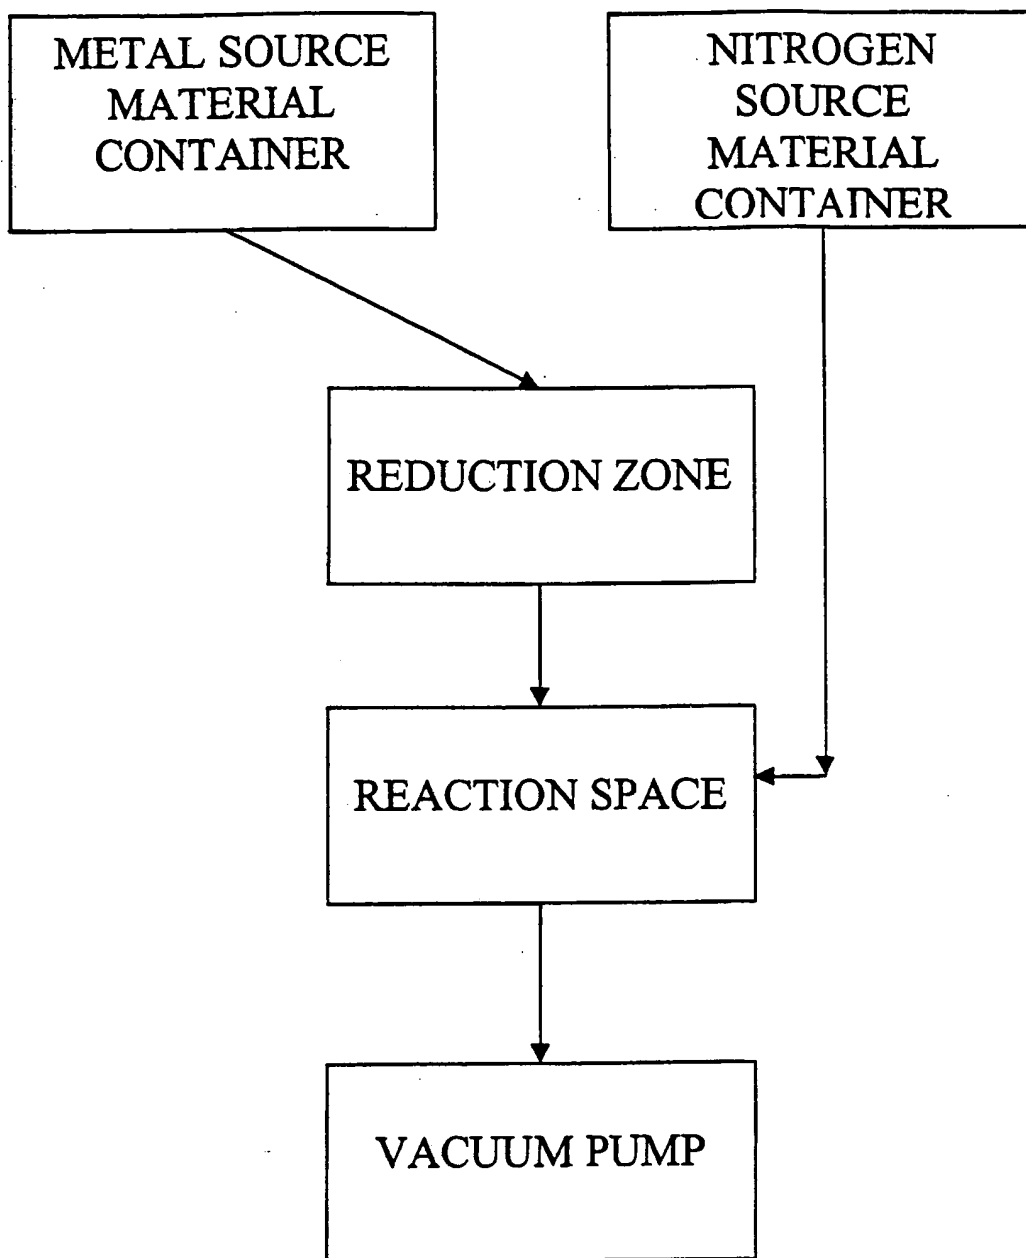 METAL SOURCE
MATERIAL
CONTAINER
NITROGEN
SOURCE
MATERIAL
CONTAINER
REDUCTION ZONE
REACTION SPACE
VACUUM PUMP